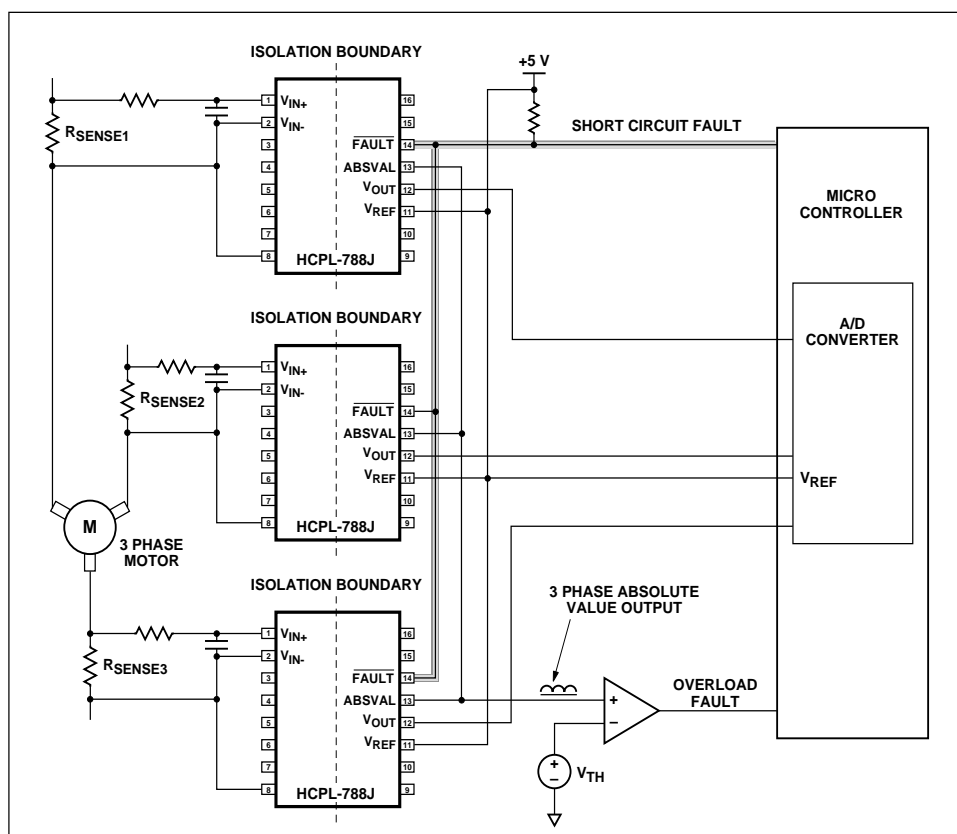 ISOLATION BOUNDARY
+5 V
SHORT CIRCUIT FAULT
MICRO
CONTROLLER
A/D
CONVERTER
VREF
RSENSE1
1
2
3
4
5
6
7
8
VIN+
VIN-
FAULT
ABSVAL
VOUT
VREF
16
15
14
13
12
11
10
9
HCPL-788J
ISOLATION BOUNDARY
RSENSE2
1
2
3
4
5
6
7
8
VIN+
VIN-
FAULT
ABSVAL
VOUT
VREF
16
15
14
13
12
11
10
9
HCPL-788J
M
3 PHASE
MOTOR
ISOLATION BOUNDARY
RSENSE3
1
2
3
4
5
6
7
8
VIN+
VIN-
FAULT
ABSVAL
VOUT
VREF
16
15
14
13
12
11
10
9
HCPL-788J
3 PHASE ABSOLUTE
VALUE OUTPUT
+
–
OVERLOAD
FAULT
+
–
VTH